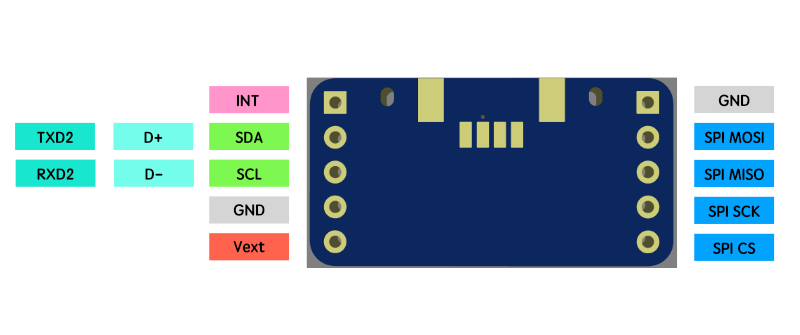 INT GND
TXD2 D+ SDA SPI MOSI
RXD2 D- SCL SPI MISO
GND SPI SCK
Vext SPI CS